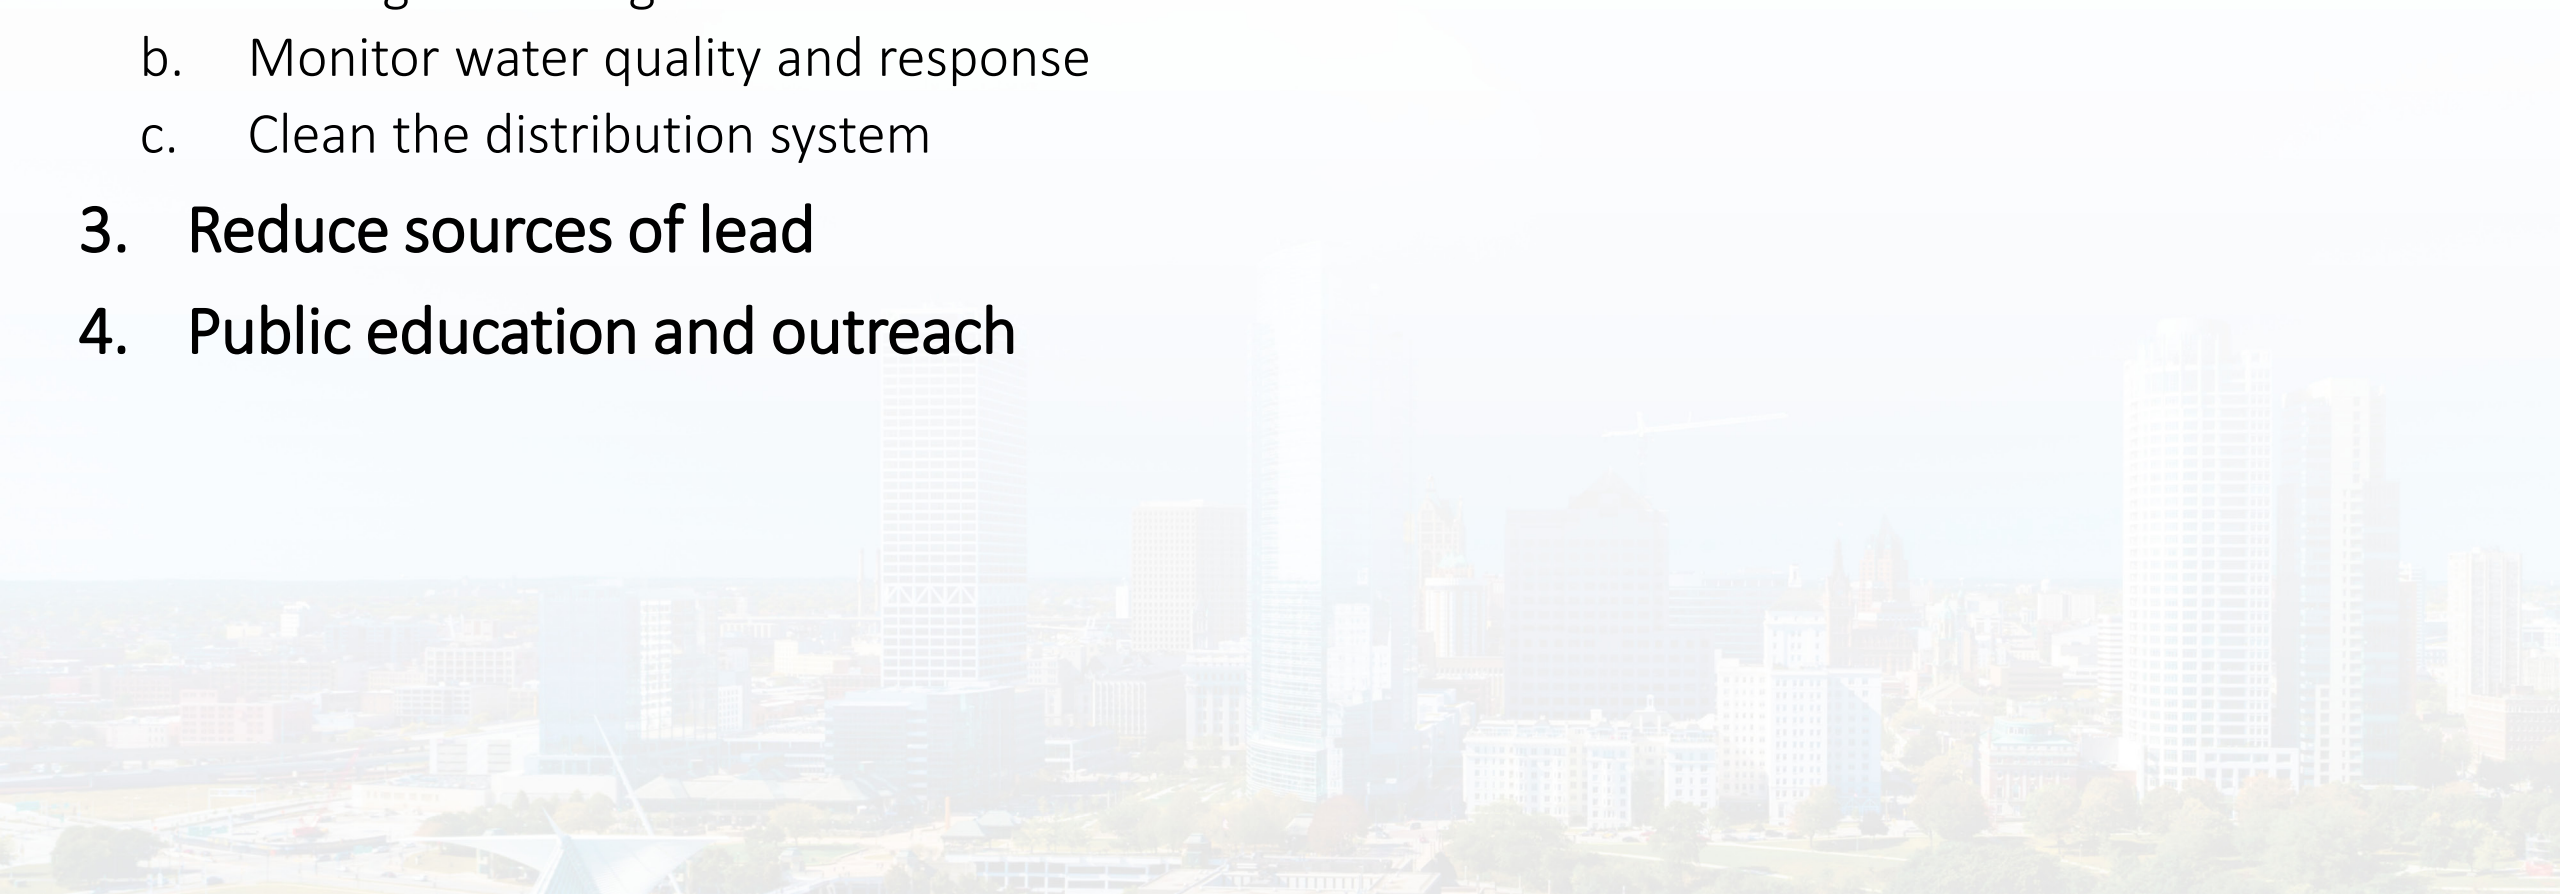 b. Monitor water quality and response
c. Clean the distribution system
3. Reduce sources of lead
4. Public education and outreach